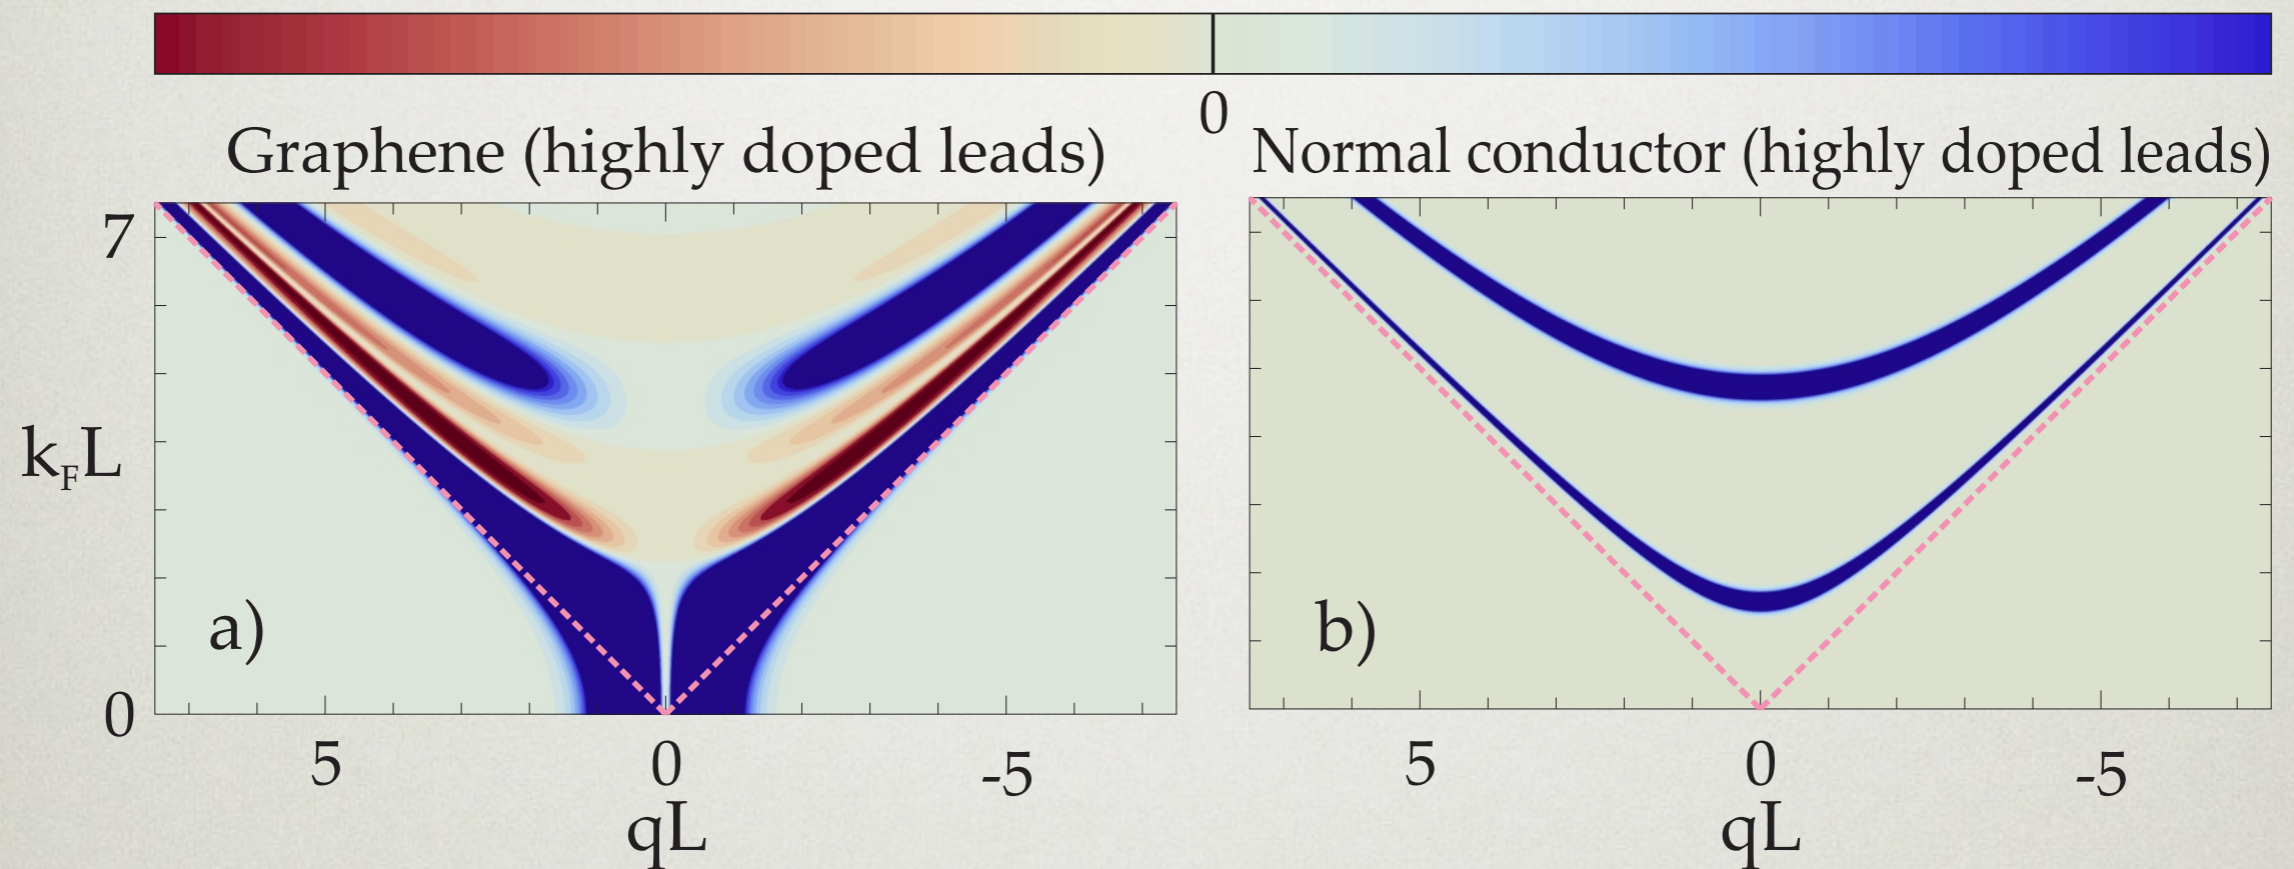 0
Graphene (highly doped leads)
Normal conductor (highly doped leads)
7
k_FL
0
a)
b)
5 0 -5
qL
5 0 -5
qL